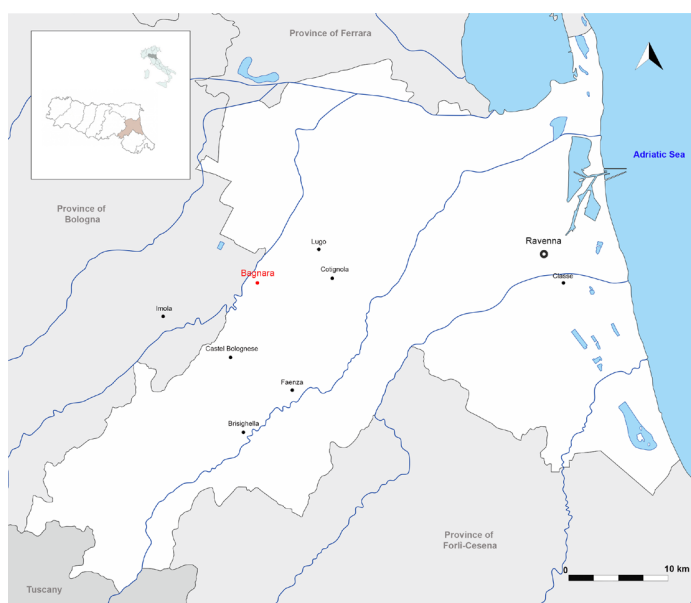 Province of Ferrara
Adriatic Sea
Province of
Bologna
Ravenna
Lugo
Bagnara
Cotignola
Classe
Imola
Castel Bolognese
Faenza
Brisighella
Province of
Forlì-Cesena
0
10 km
Tuscany